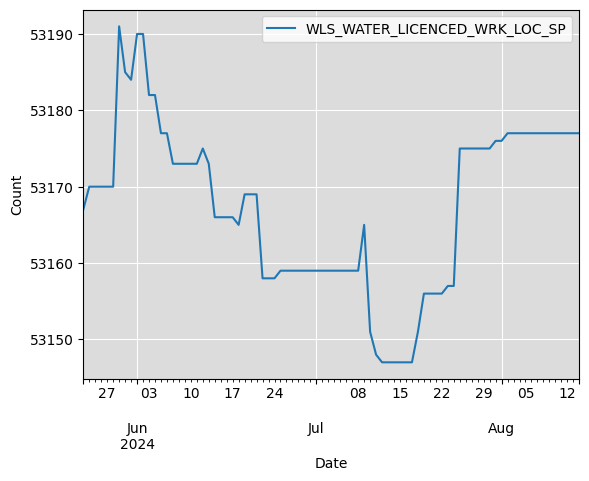 WLS_WATER_LICENCED_WRK_LOC_SP
53190
53180
53170
53160
53150
Count
27 03 10 17 24 08 15 22 29 05 12
Jun Jul Aug
2024
Date